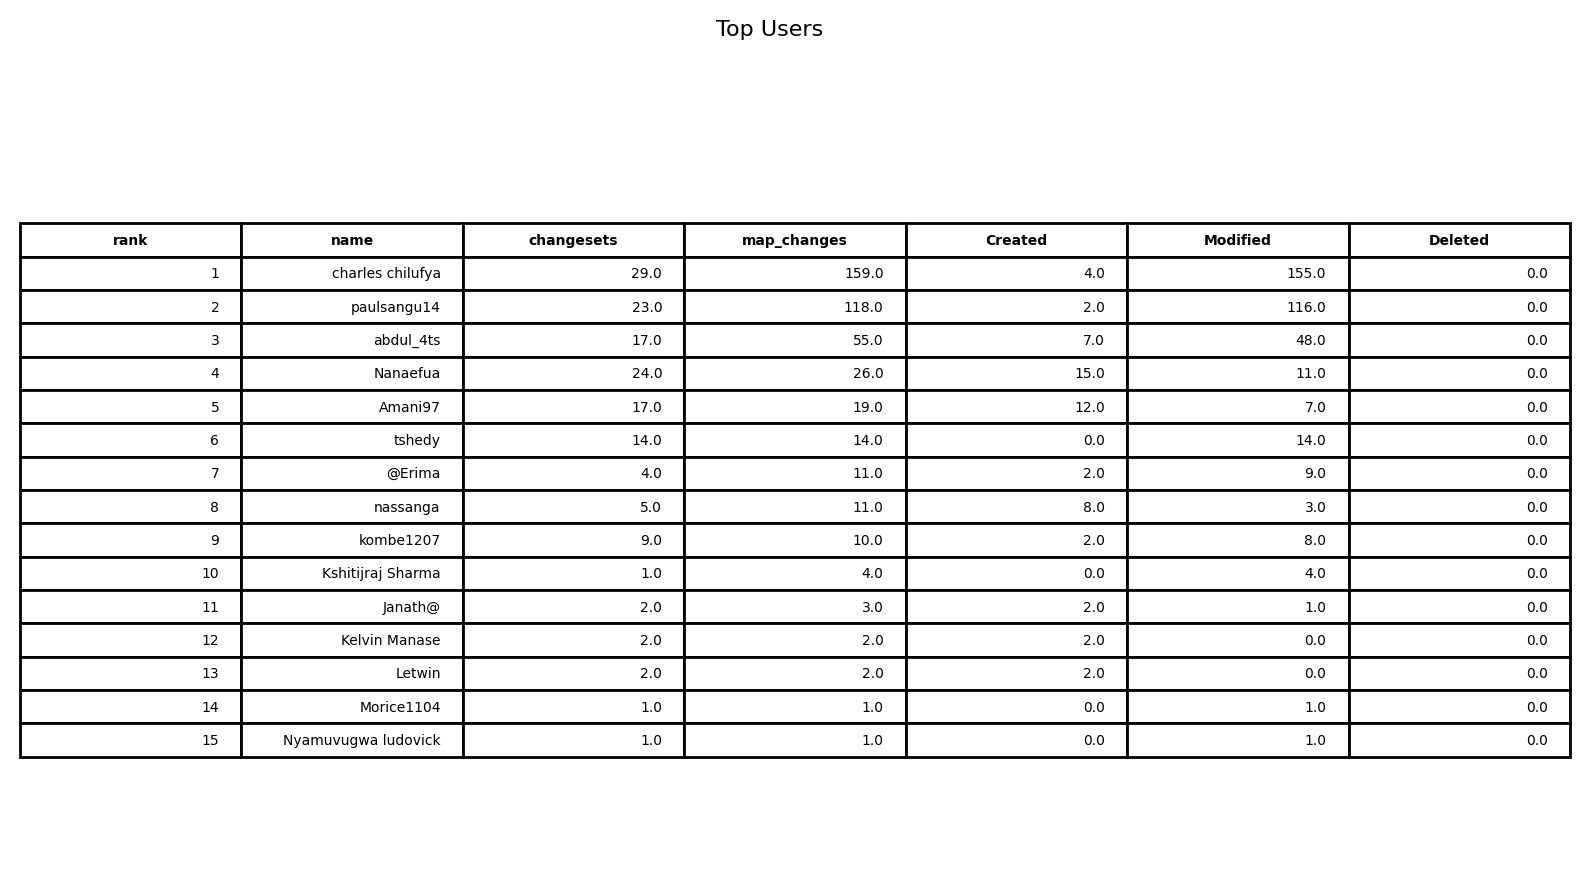 Top Users
rank name changesets map_changes Created Modified Deleted
1 charles chilufya 29.0 159.0 4.0 155.0 0.0
2 paulsangu14 23.0 118.0 2.0 116.0 0.0
3 abdul_4ts 17.0 55.0 7.0 48.0 0.0
4 Nanaefua 24.0 26.0 15.0 11.0 0.0
5 Amani97 17.0 19.0 12.0 7.0 0.0
6 tshedy 14.0 14.0 0.0 14.0 0.0
7 @Erima 4.0 11.0 2.0 9.0 0.0
8 nassanga 5.0 11.0 8.0 3.0 0.0
9 kombe1207 9.0 10.0 2.0 8.0 0.0
10 Kshitijraj Sharma 1.0 4.0 0.0 4.0 0.0
11 Janath@ 2.0 3.0 2.0 1.0 0.0
12 Kelvin Manase 2.0 2.0 2.0 0.0 0.0
13 Letwin 2.0 2.0 2.0 0.0 0.0
14 Morice1104 1.0 1.0 0.0 1.0 0.0
15 Nyamuvugwa ludovick 1.0 1.0 0.0 1.0 0.0